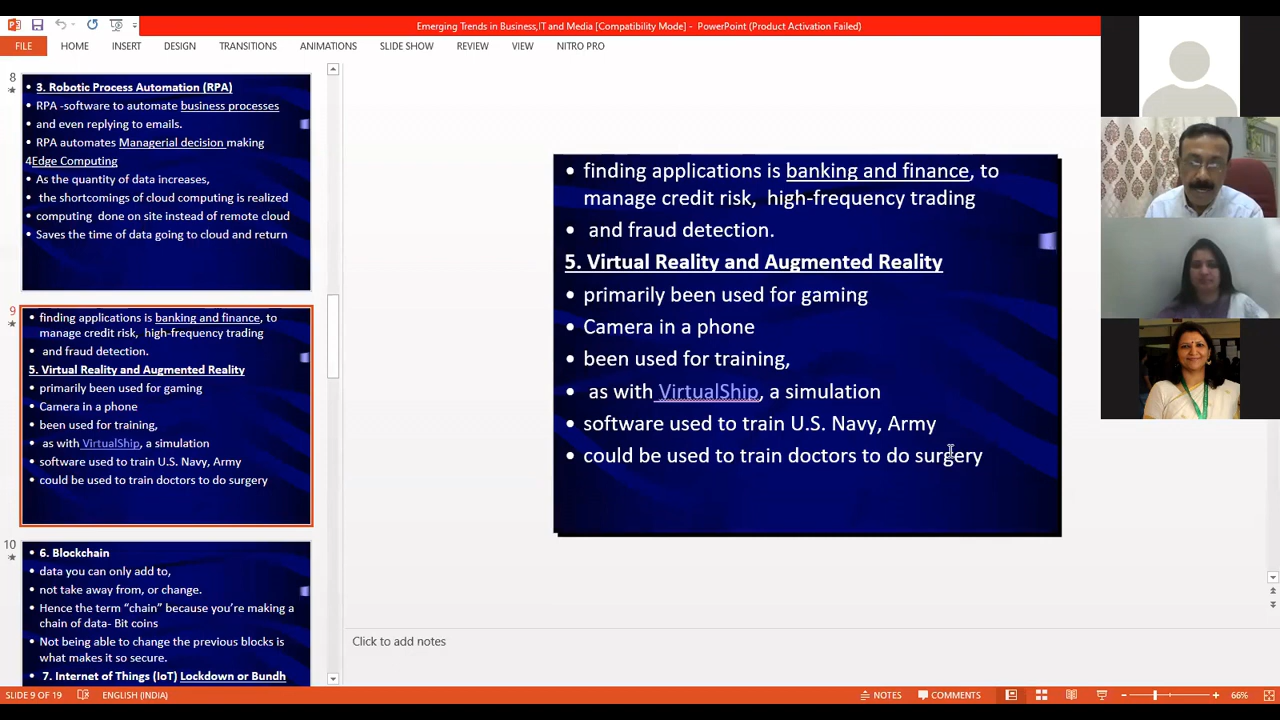 Emerging Trends in Business,IT and Media [Compatibility Mode] - PowerPoint (Product Activation Failed)
FILE HOME INSERT DESIGN TRANSITIONS ANIMATIONS SLIDE SHOW REVIEW VIEW NITRO PRO
8
• 3. Robotic Process Automation (RPA)
• RPA -software to automate business processes
• and even replying to emails.
• RPA automates Managerial decision making
4Edge Computing
• As the quantity of data increases,
• the shortcomings of cloud computing is realized
• computing done on site instead of remote cloud
• Saves the time of data going to cloud and return
9
• finding applications is banking and finance, to
manage credit risk, high-frequency trading
• and fraud detection.
5. Virtual Reality and Augmented Reality
• primarily been used for gaming
• Camera in a phone
• been used for training,
• as with VirtualShip, a simulation
• software used to train U.S. Navy, Army
• could be used to train doctors to do surgery
10
• 6. Blockchain
• data you can only add to,
• not take away from, or change.
• Hence the term “chain” because you’re making a
chain of data- Bit coins
• Not being able to change the previous blocks is
what makes it so secure.
• 7. Internet of Things (IoT) Lockdown or Bundh
• finding applications is banking and finance, to
manage credit risk, high-frequency trading
• and fraud detection.
5. Virtual Reality and Augmented Reality
• primarily been used for gaming
• Camera in a phone
• been used for training,
• as with VirtualShip, a simulation
• software used to train U.S. Navy, Army
• could be used to train doctors to do surgery
Click to add notes
SLIDE 9 OF 19 ENGLISH (INDIA) NOTES COMMENTS 66%